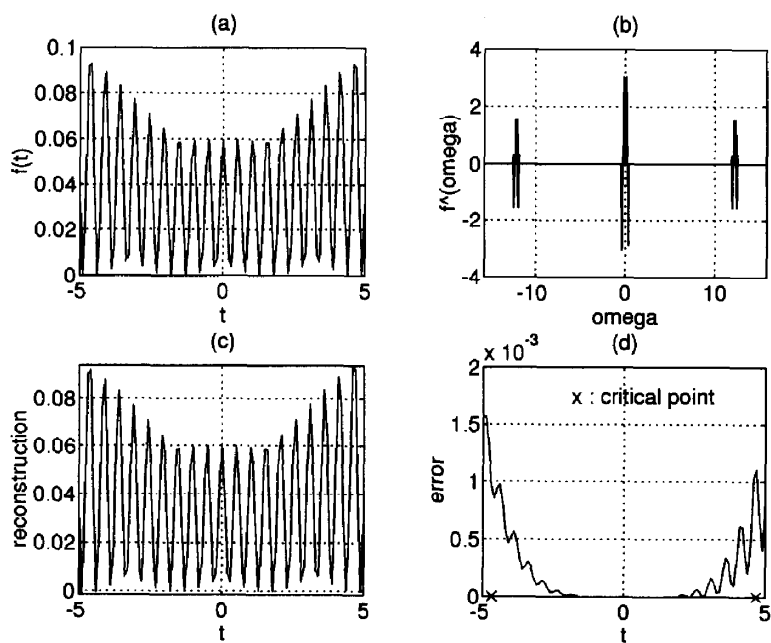 (a)
0.1
0.08
0.06
0.04
0.02
0
f(t)
-5
0
5
t
(b)
4
2
0
-2
-4
f^(omega)
-10
0
10
omega
(c)
0.08
0.06
0.04
0.02
0
reconstruction
-5
0
5
t
(d)
x 10^-3
2
1.5
1
0.5
0
error
x : critical point
-5
0
5
t